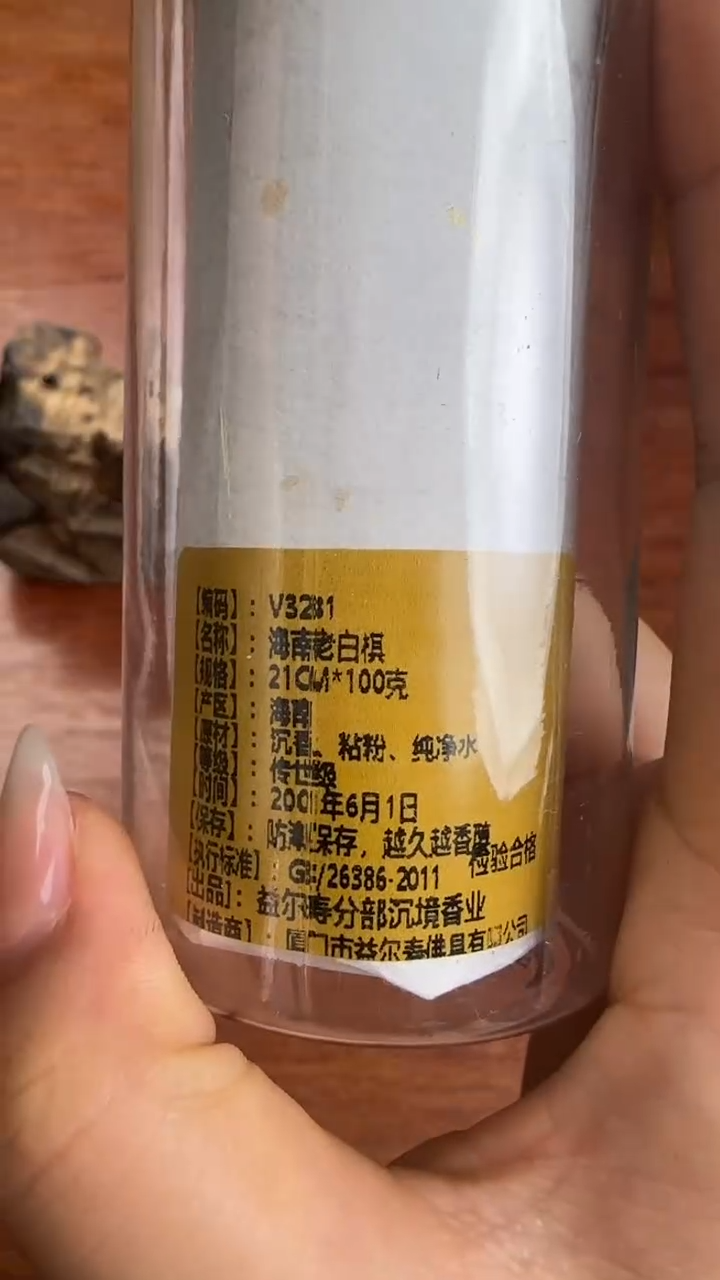 【编码】：V3281
【名称】：海南老白棋
【规格】：21CM*100克
【产区】：海南
【原材】：沉香、粘粉、纯净水
【等级】：传世级
【时间】：200 年6月1日
【保存】：防潮保存，越久越香醇
检验合格
【执行标准】：GB/26386-2011
【出品】：益尔寿分部沉境香业
【制造商】：厦门市益尔寿佛具有限公司